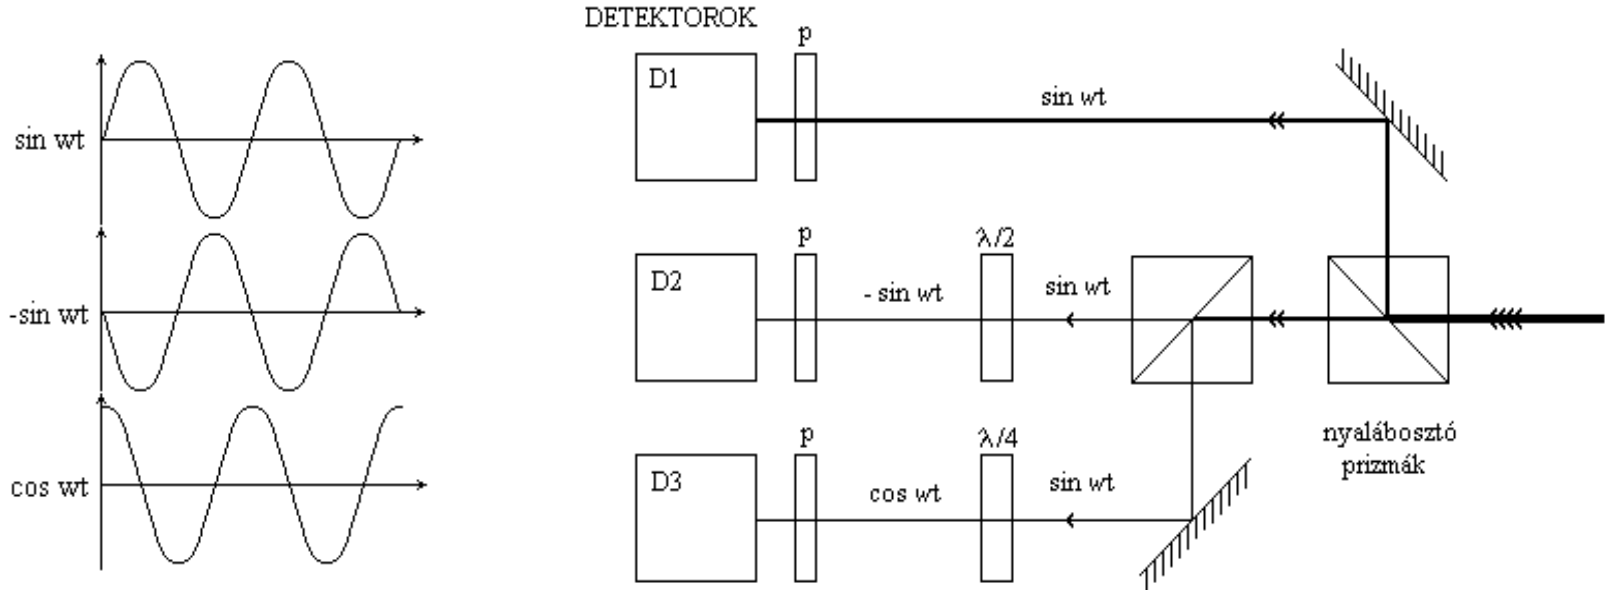 DETEKTOROK
sin wt
-sin wt
cos wt
D1
p
sin wt
D2
p
- sin wt
λ/2
sin wt
D3
p
cos wt
λ/4
sin wt
nyalábosztó
prizmák